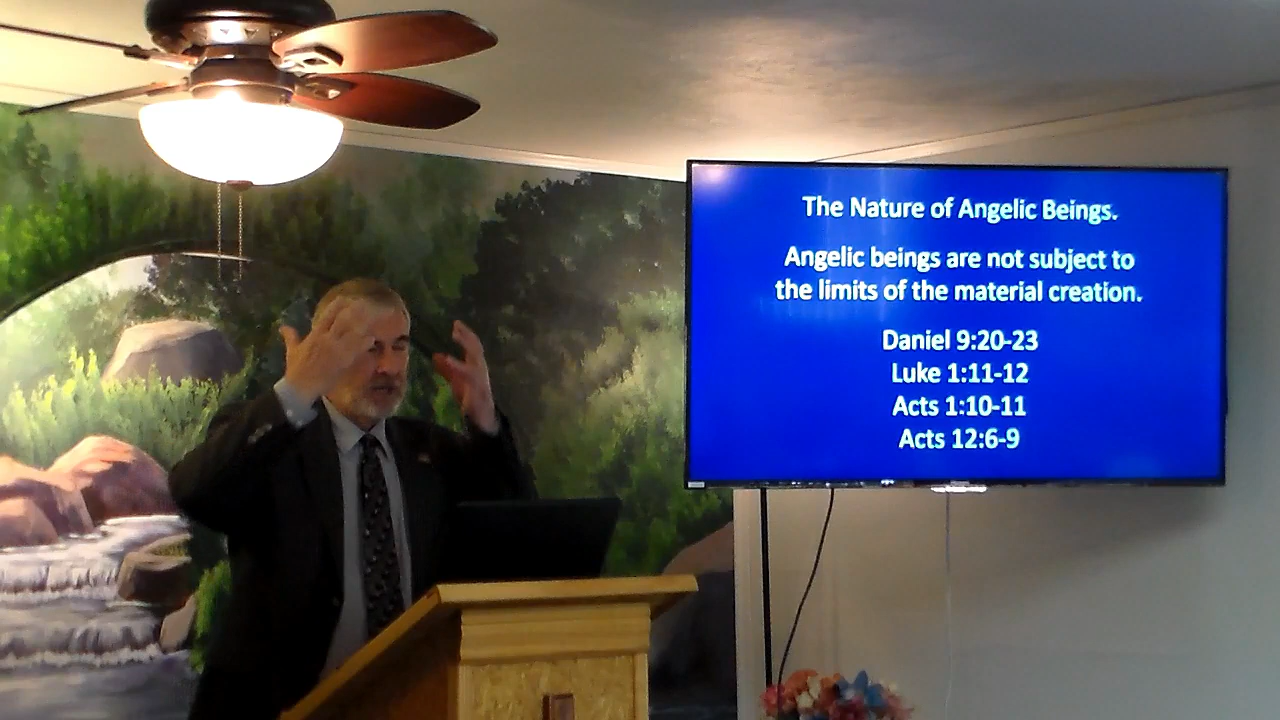 The Nature of Angelic Beings.
Angelic beings are not subject to
the limits of the material creation.
Daniel 9:20-23
Luke 1:11-12
Acts 1:10-11
Acts 12:6-9